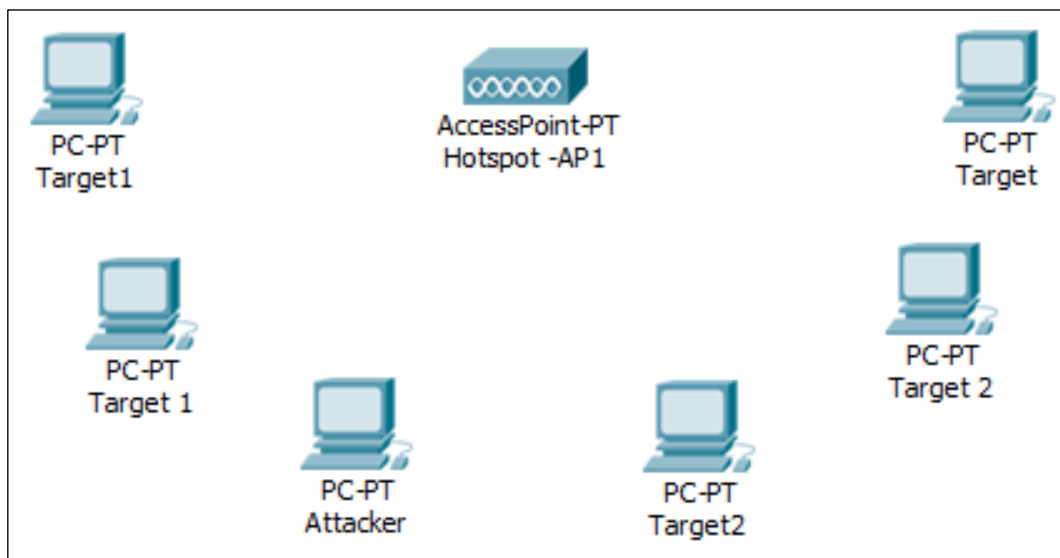 PC-PT
Target1
AccessPoint-PT
Hotspot -AP1
PC-PT
Target
PC-PT
Target 1
PC-PT
Target 2
PC-PT
Attacker
PC-PT
Target2